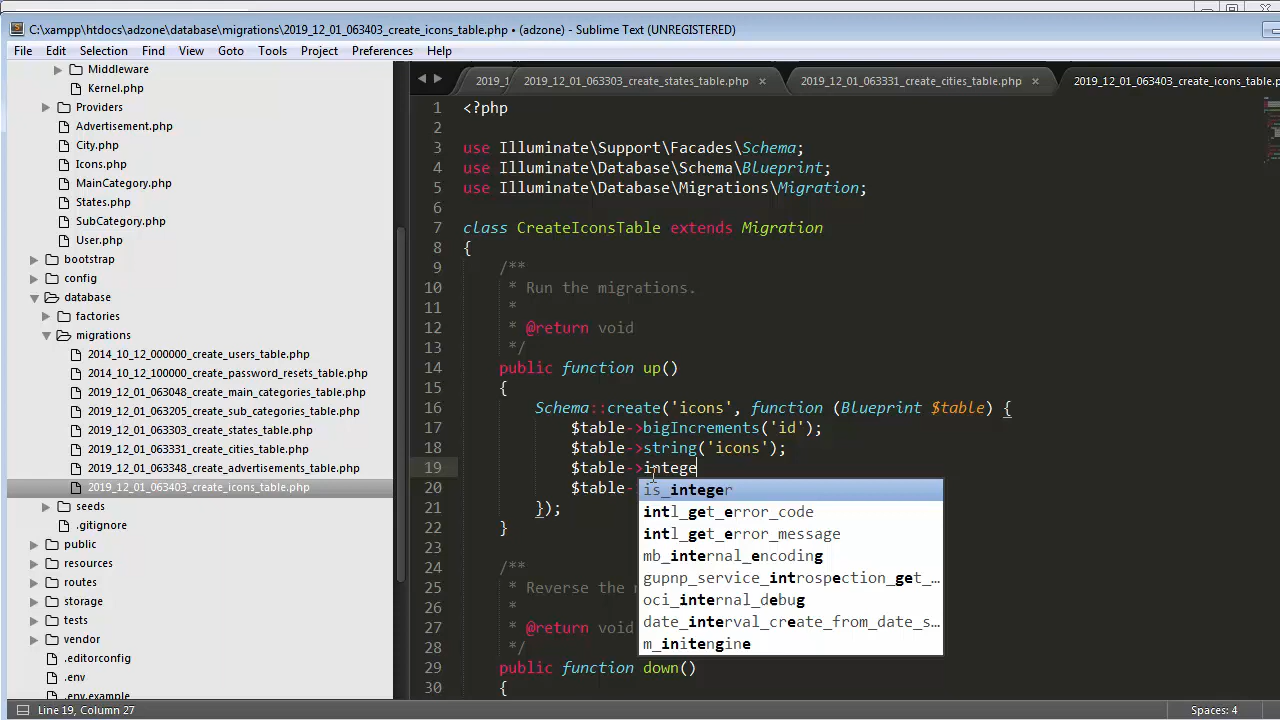 C:\xampp\htdocs\adzone\database\migrations\2019_12_01_063403_create_icons_table.php • (adzone) - Sublime Text (UNREGISTERED)
File Edit Selection Find View Goto Tools Project Preferences Help
2019_1 2019_12_01_063303_create_states_table.php × 2019_12_01_063331_create_cities_table.php × 2019_12_01_063403_create_icons_table.p
Middleware
Kernel.php
Providers
Advertisement.php
City.php
Icons.php
MainCategory.php
States.php
SubCategory.php
User.php
bootstrap
config
database
factories
migrations
2014_10_12_000000_create_users_table.php
2014_10_12_100000_create_password_resets_table.php
2019_12_01_063048_create_main_categories_table.php
2019_12_01_063205_create_sub_categories_table.php
2019_12_01_063303_create_states_table.php
2019_12_01_063331_create_cities_table.php
2019_12_01_063348_create_advertisements_table.php
2019_12_01_063403_create_icons_table.php
seeds
.gitignore
public
resources
routes
storage
tests
vendor
.editorconfig
.env
.env.example
1 <?php
2
3 use Illuminate\Support\Facades\Schema;
4 use Illuminate\Database\Schema\Blueprint;
5 use Illuminate\Database\Migrations\Migration;
6
7 class CreateIconsTable extends Migration
8 {
9 /**
10 * Run the migrations.
11 *
12 * @return void
13 */
14 public function up()
15 {
16 Schema::create('icons', function (Blueprint $table) {
17 $table->bigIncrements('id');
18 $table->string('icons');
19 $table->intege
20 $table-
21 });
22 }
23
24 /**
25 * Reverse the
26 *
27 * @return void
28 */
29 public function down()
30 {
is_integer
intl_get_error_code
intl_get_error_message
mb_internal_encoding
gupnp_service_introspection_get_...
oci_internal_debug
date_interval_create_from_date_s...
m_initengine
Line 19, Column 27
Spaces: 4